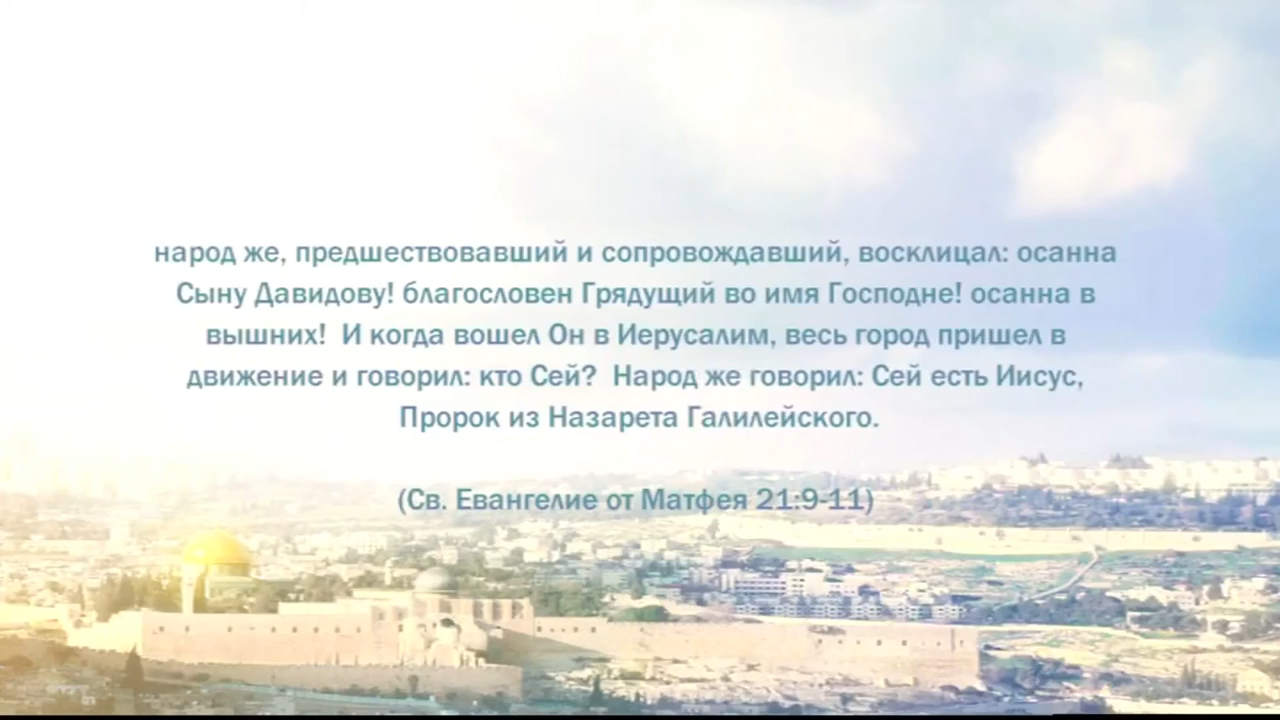 народ же, предшествовавший и сопровождавший, восклицал: осанна
Сыну Давидову! благословен Грядущий во имя Господне! осанна в
вышних!  И когда вошел Он в Иерусалим, весь город пришел в
движение и говорил: кто Сей?  Народ же говорил: Сей есть Иисус,
Пророк из Назарета Галилейского.
(Св. Евангелие от Матфея 21:9-11)